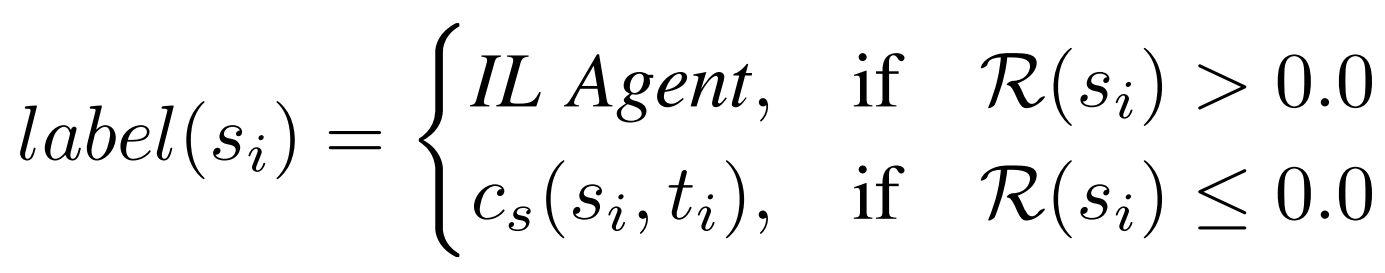 label(s_i) = { IL Agent, if ℛ(s_i) > 0.0
c_s(s_i, t_i), if ℛ(s_i) ≤ 0.0